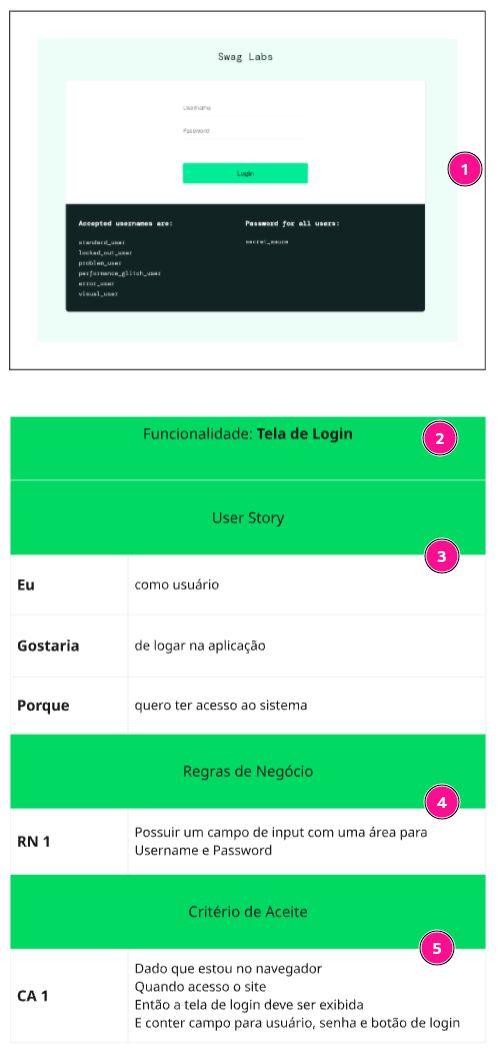 Swag Labs
Username
Password
Login
1
Accepted usernames are:
Password for all users:
standard_user
secret_sauce
locked_out_user
problem_user
performance_glitch_user
error_user
visual_user
Funcionalidade: Tela de Login
2
User Story
3
Eu
como usuário
Gostaria
de logar na aplicação
Porque
quero ter acesso ao sistema
Regras de Negócio
4
RN 1
Possuir um campo de input com uma área para
Username e Password
Critério de Aceite
5
CA 1
Dado que estou no navegador
Quando acesso o site
Então a tela de login deve ser exibida
E conter campo para usuário, senha e botão de login